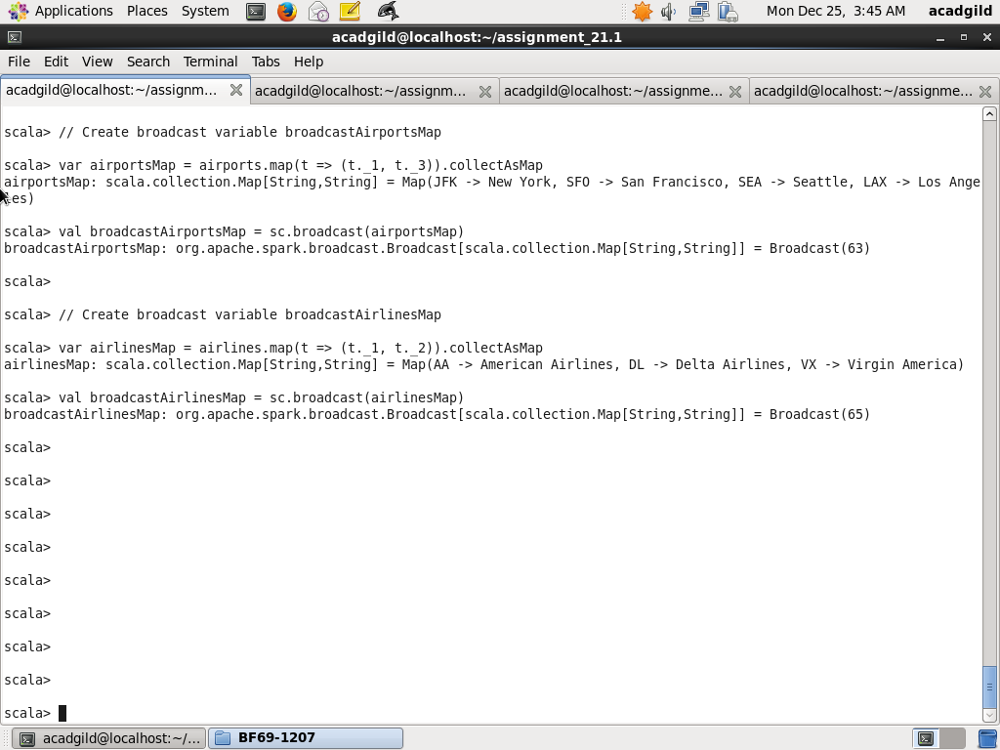 Applications Places System Mon Dec 25, 3:45 AM acadgild
acadgild@localhost:~/assignment_21.1
File Edit View Search Terminal Tabs Help
acadgild@localhost:~/assignm... acadgild@localhost:~/assignm... acadgild@localhost:~/assignme... acadgild@localhost:~/assignme...
scala> // Create broadcast variable broadcastAirportsMap
scala> var airportsMap = airports.map(t => (t._1, t._3)).collectAsMap
airportsMap: scala.collection.Map[String,String] = Map(JFK -> New York, SFO -> San Francisco, SEA -> Seattle, LAX -> Los Ange
les)
scala> val broadcastAirportsMap = sc.broadcast(airportsMap)
broadcastAirportsMap: org.apache.spark.broadcast.Broadcast[scala.collection.Map[String,String]] = Broadcast(63)
scala>
scala> // Create broadcast variable broadcastAirlinesMap
scala> var airlinesMap = airlines.map(t => (t._1, t._2)).collectAsMap
airlinesMap: scala.collection.Map[String,String] = Map(AA -> American Airlines, DL -> Delta Airlines, VX -> Virgin America)
scala> val broadcastAirlinesMap = sc.broadcast(airlinesMap)
broadcastAirlinesMap: org.apache.spark.broadcast.Broadcast[scala.collection.Map[String,String]] = Broadcast(65)
scala>
scala>
scala>
scala>
scala>
scala>
scala>
scala>
scala>
acadgild@localhost:~/... BF69-1207